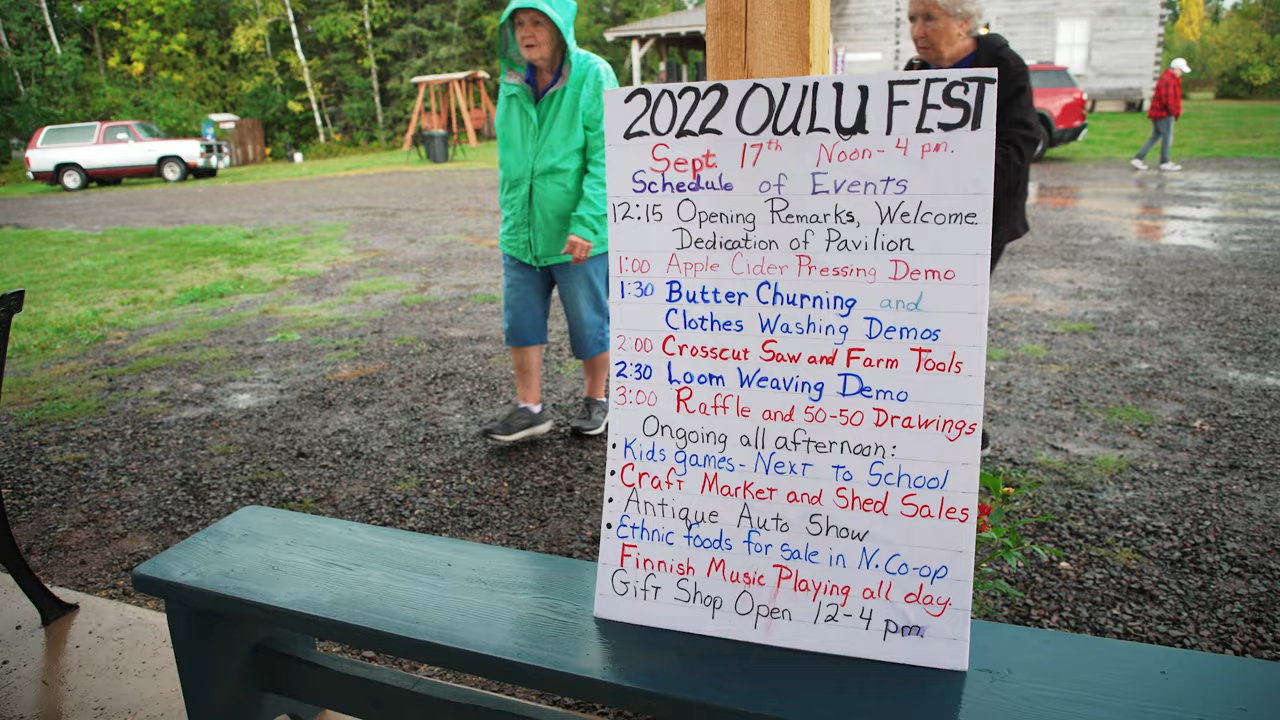 2022 OULU FEST
Sept. 17th Noon-4 pm.
Schedule of Events
12:15 Opening Remarks, Welcome
Dedication of Pavilion
1:00 Apple Cider Pressing Demo
1:30 Butter Churning and
Clothes Washing Demos
2:00 Crosscut Saw and Farm Tools
2:30 Loom Weaving Demo
3:00 Raffle and 50-50 Drawings
Ongoing all afternoon:
• Kids games - Next to School
• Craft Market and Shed Sales
• Antique Auto Show
• Ethnic foods for sale in N. Co-op
Finnish Music Playing all day.
Gift Shop Open 12-4 pm.